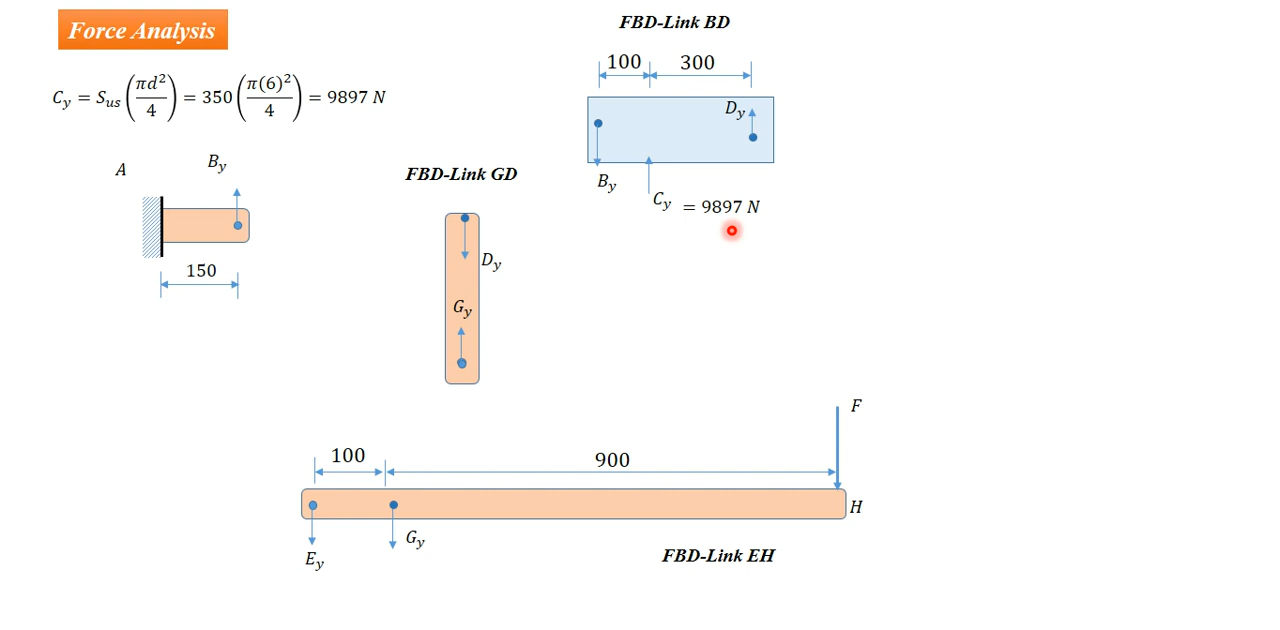 Force Analysis
C_y = S_us (πd²/4) = 350 (π(6)²/4) = 9897 N
FBD-Link BD
100 300
D_y
B_y
C_y = 9897 N
A B_y
150
FBD-Link GD
D_y
G_y
F
100 900
H
G_y
E_y
FBD-Link EH